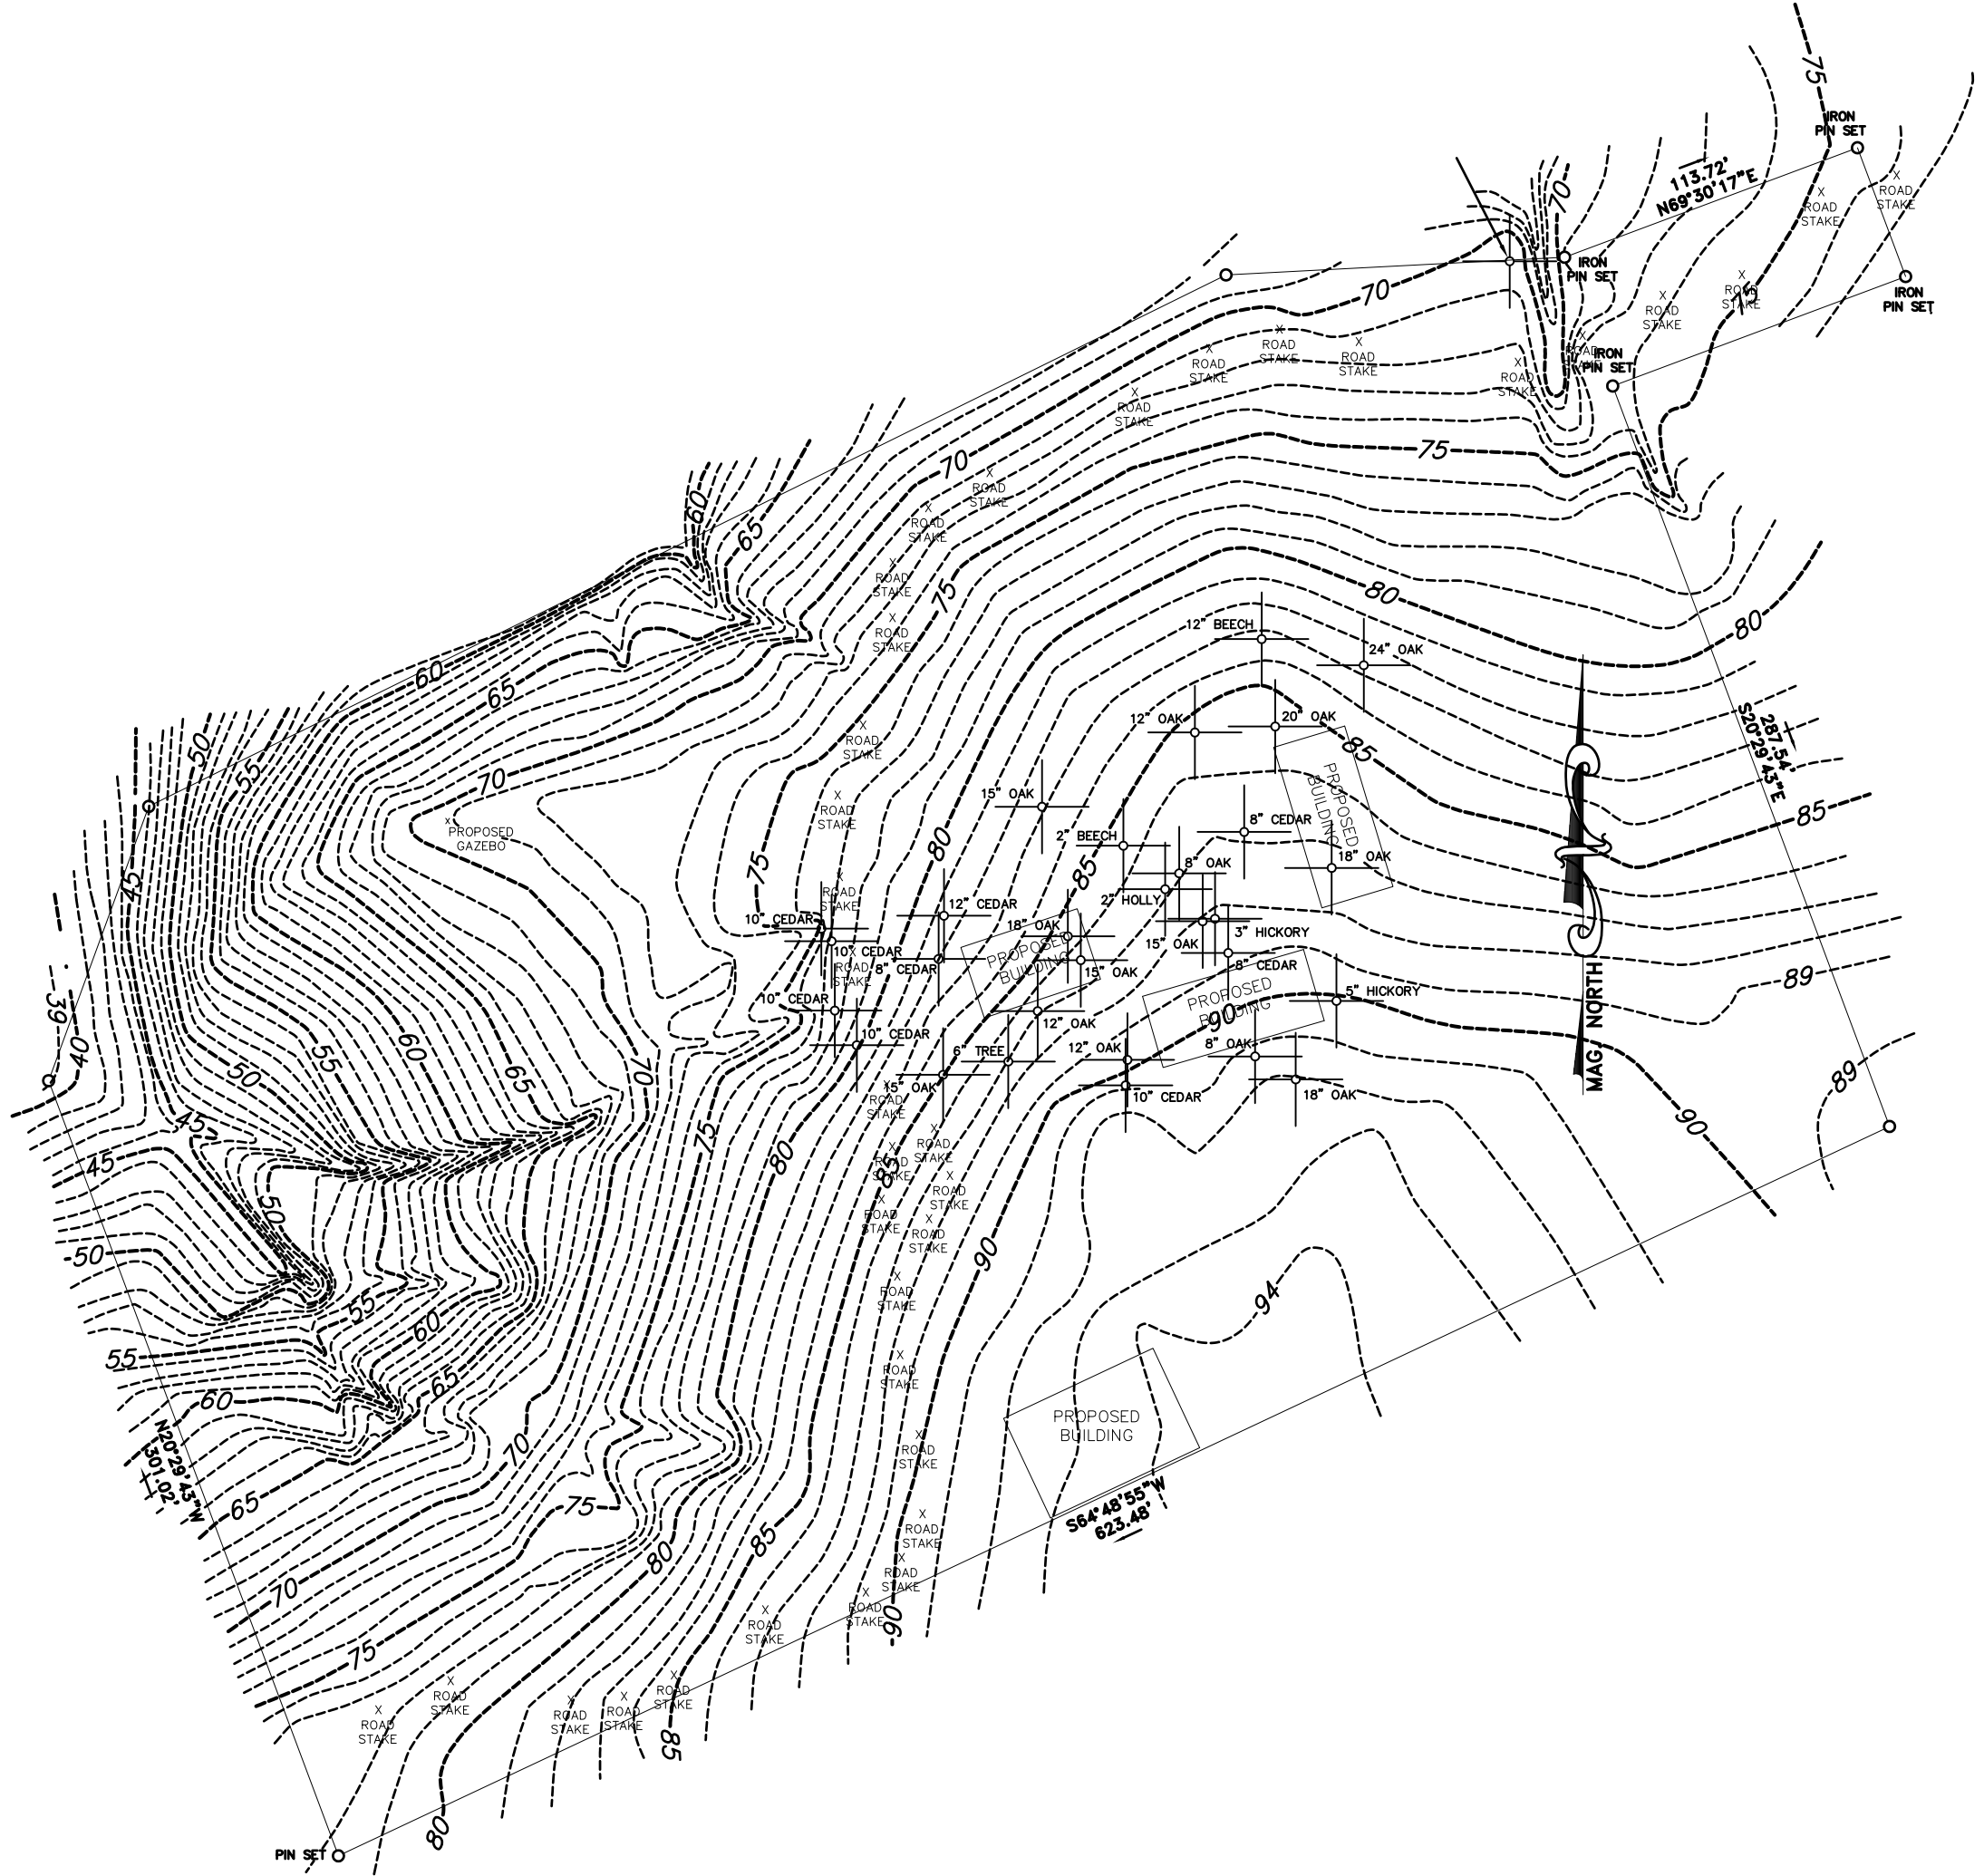 75
IRON
PIN SET
113.72'
N69°30'17"E
X
ROAD
STAKE
X
ROAD
STAKE
70
IRON
PIN SET
X
ROAD
STAKE
75
X
ROAD
STAKE
IRON
PIN SET
70
X
ROAD
STAKE
X
ROAD
STAKE
X
ROAD
STAKE
X
ROAD
STAKE
X
ROAD
STAKE
IRON
PIN SET
X
ROAD
STAKE
75
70
X
ROAD
STAKE
X
ROAD
STAKE
60
65
X
ROAD
STAKE
75
80
80
X
ROAD
STAKE
12" BEECH
24" OAK
60
65
12" OAK
20" OAK
85
S20°29'43"E
287.54'
50
55
70
X
ROAD
STAKE
PROPOSED
BUILDING
15" OAK
X
ROAD
STAKE
85
X
PROPOSED
GAZEBO
8" CEDAR
2" BEECH
80
75
45
85
8" OAK
18" OAK
X
ROAD
STAKE
2" HOLLY
10" CEDAR
12" CEDAR
18" OAK
3" HICKORY
15" OAK
10" CEDAR
X
ROAD
STAKE
8" CEDAR
PROPOSED
BUILDING
15" OAK
8" CEDAR
89
PROPOSED
BUILDING
5" HICKORY
10" CEDAR
39
40
12" OAK
90
10" CEDAR
55
60
65
50
70
6" TREE
12" OAK
8" OAK
MAG. NORTH
89
15" OAK
X
ROAD
STAKE
10" CEDAR
18" OAK
90
45
45
75
80
X
ROAD
STAKE
X
ROAD
STAKE
85
X
ROAD
STAKE
50
X
ROAD
STAKE
X
ROAD
STAKE
50
90
X
ROAD
STAKE
94
55
60
55
65
X
ROAD
STAKE
60
PROPOSED
BUILDING
N20°29'43"W
301.02'
70
X
ROAD
STAKE
65
75
S64°48'55"W
623.48'
X
ROAD
STAKE
80
85
X
ROAD
STAKE
70
X
ROAD
STAKE
X
ROAD
STAKE
90
75
X
ROAD
STAKE
X
ROAD
STAKE
X
ROAD
STAKE
X
ROAD
STAKE
X
ROAD
STAKE
85
80
PIN SET